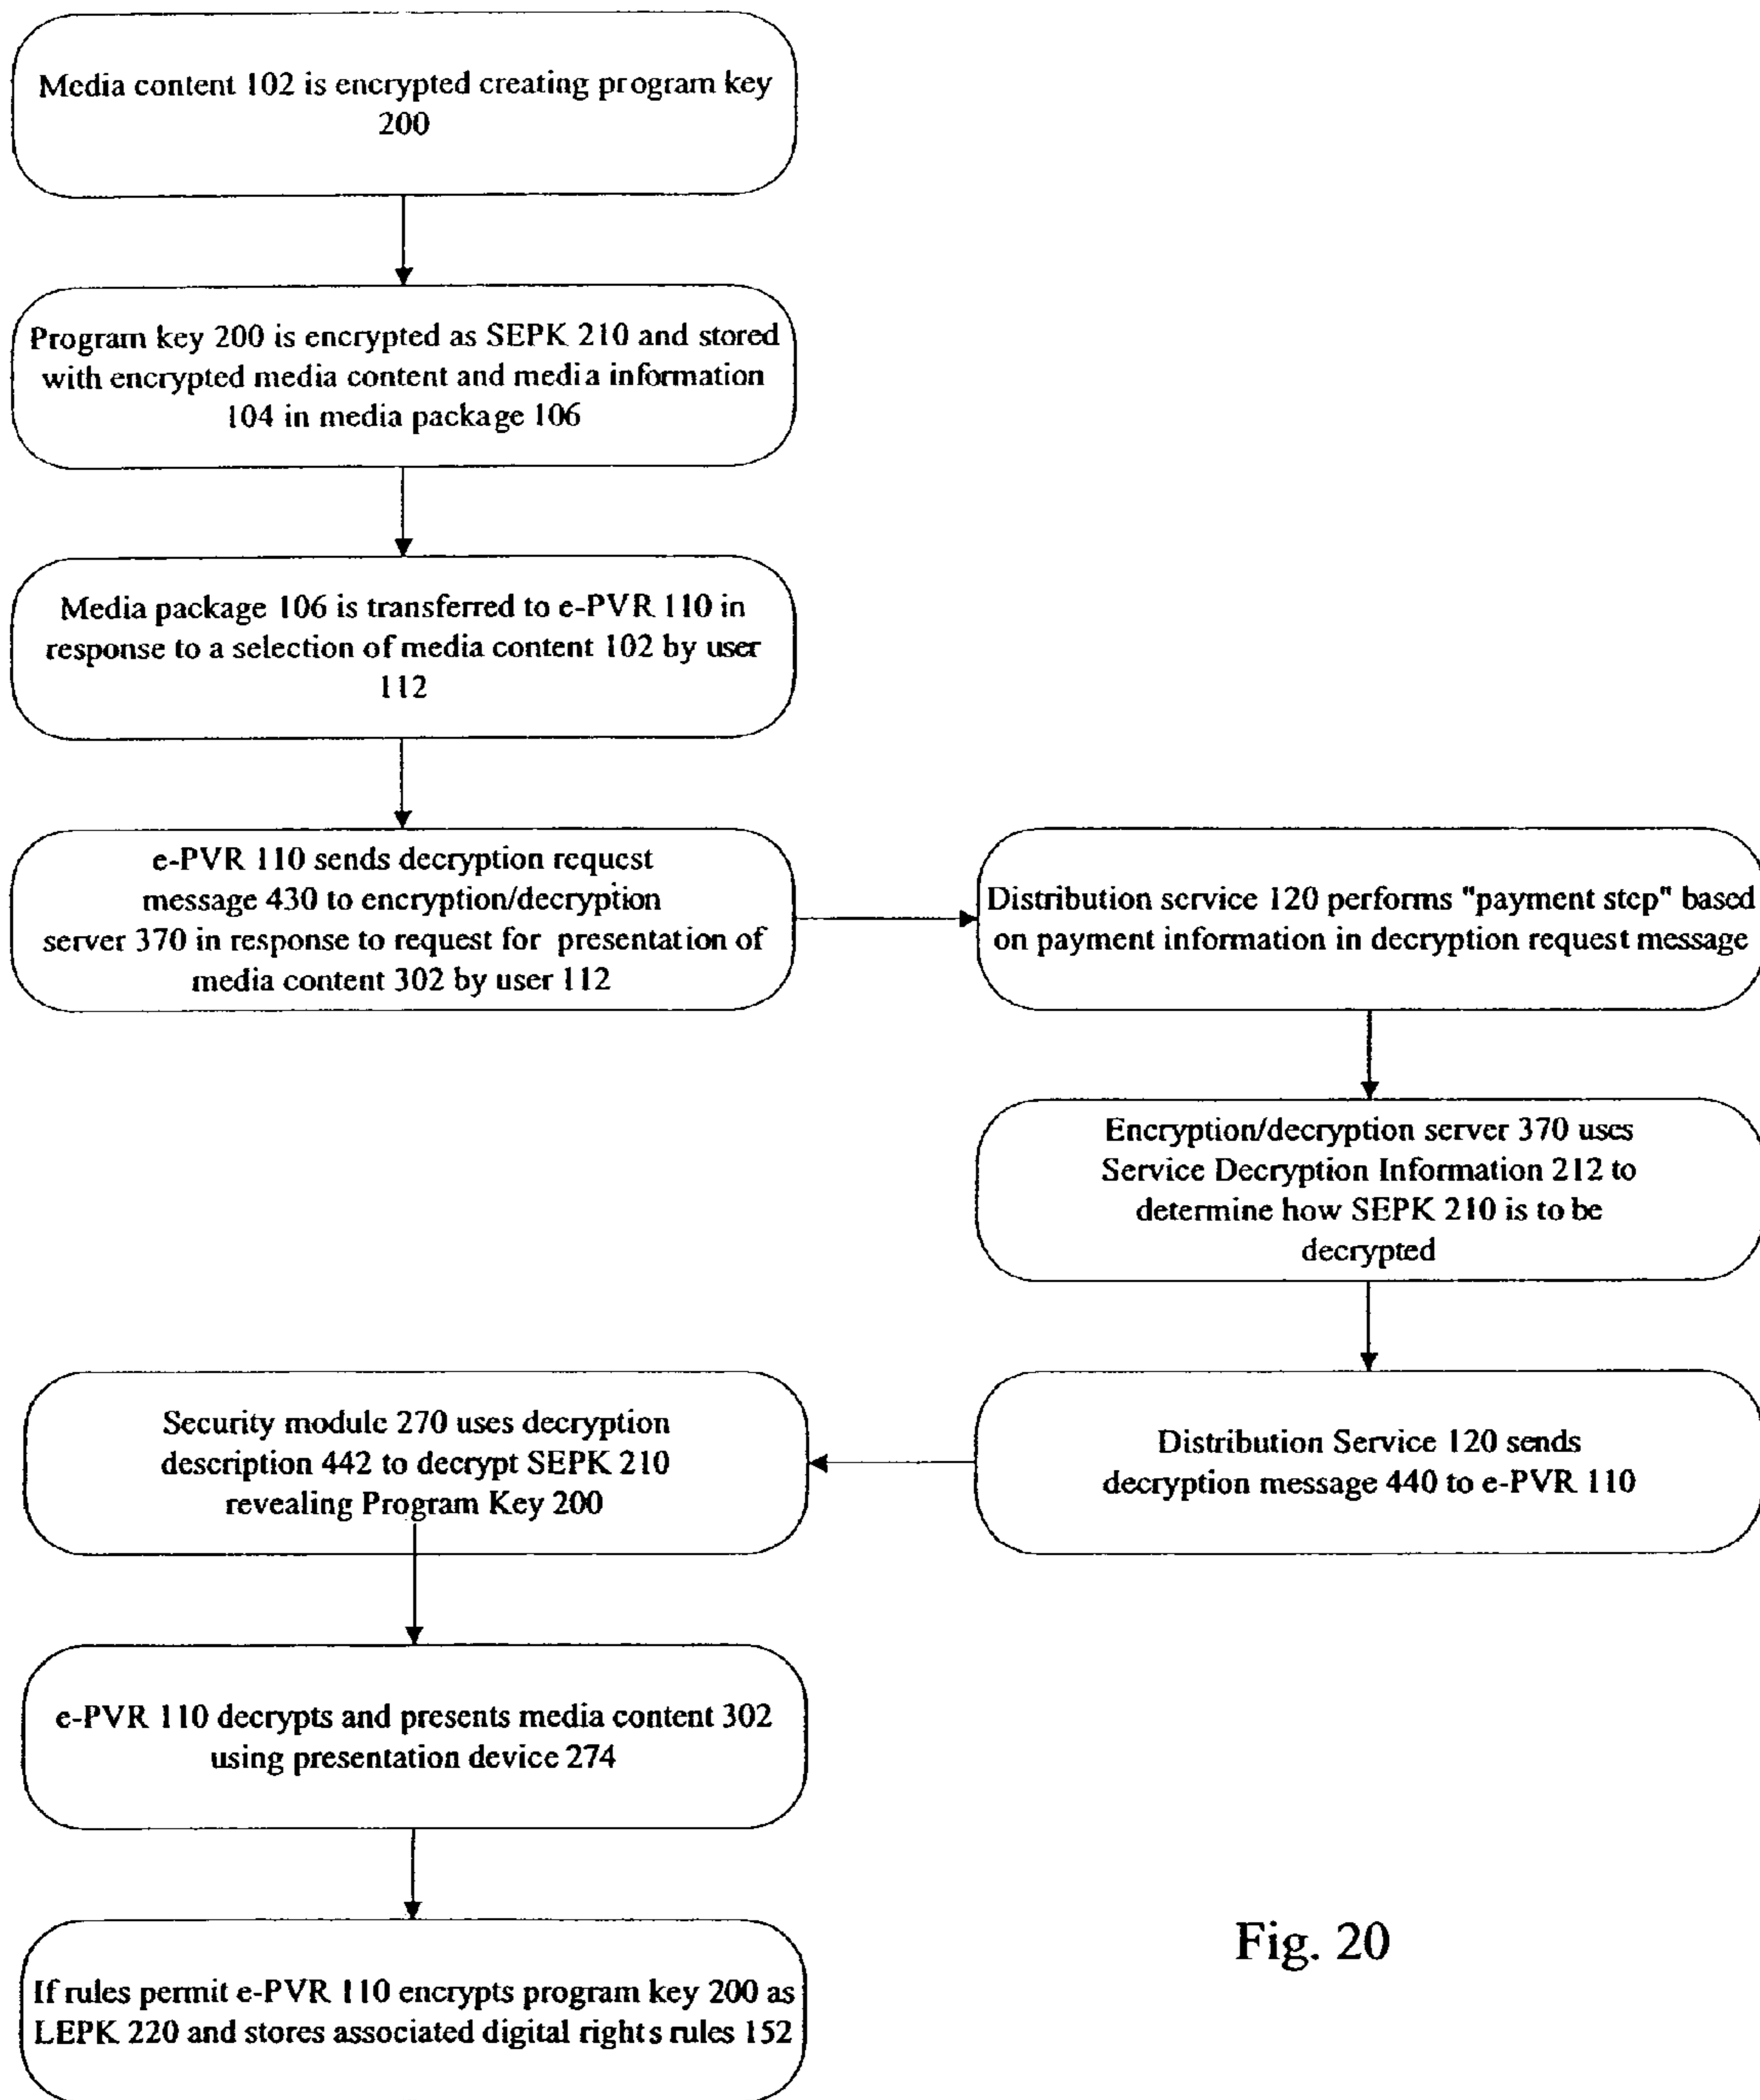 Media content 102 is encrypted creating program key
200
Program key 200 is encrypted as SEPK 210 and stored
with encrypted media content and media information
104 in media package 106
Media package 106 is transferred to e-PVR 110 in
response to a selection of media content 102 by user
112
e-PVR 110 sends decryption request
message 430 to encryption/decryption
server 370 in response to request for presentation of
media content 302 by user 112
Distribution service 120 performs "payment step" based
on payment information in decryption request message
Encryption/decryption server 370 uses
Service Decryption Information 212 to
determine how SEPK 210 is to be
decrypted
Distribution Service 120 sends
decryption message 440 to e-PVR 110
Security module 270 uses decryption
description 442 to decrypt SEPK 210
revealing Program Key 200
e-PVR 110 decrypts and presents media content 302
using presentation device 274
If rules permit e-PVR 110 encrypts program key 200 as
LEPK 220 and stores associated digital rights rules 152
Fig. 20